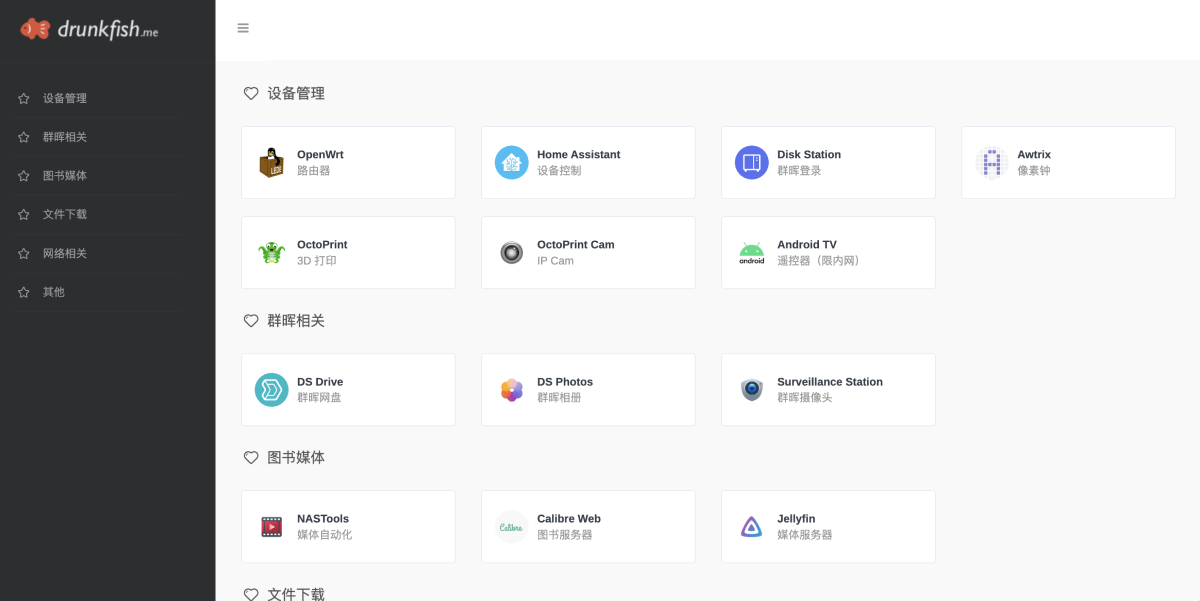 drunkfish.me
设备管理
群晖相关
图书媒体
文件下载
网络相关
其他
设备管理
OpenWrt
路由器
LEDE
Home Assistant
设备控制
Disk Station
群晖登录
Awtrix
像素钟
OctoPrint
3D 打印
OctoPrint Cam
IP Cam
android
Android TV
遥控器（限内网）
群晖相关
DS Drive
群晖网盘
DS Photos
群晖相册
Surveillance Station
群晖摄像头
图书媒体
NASTools
媒体自动化
Calibre
Calibre Web
图书服务器
Jellyfin
媒体服务器
文件下载